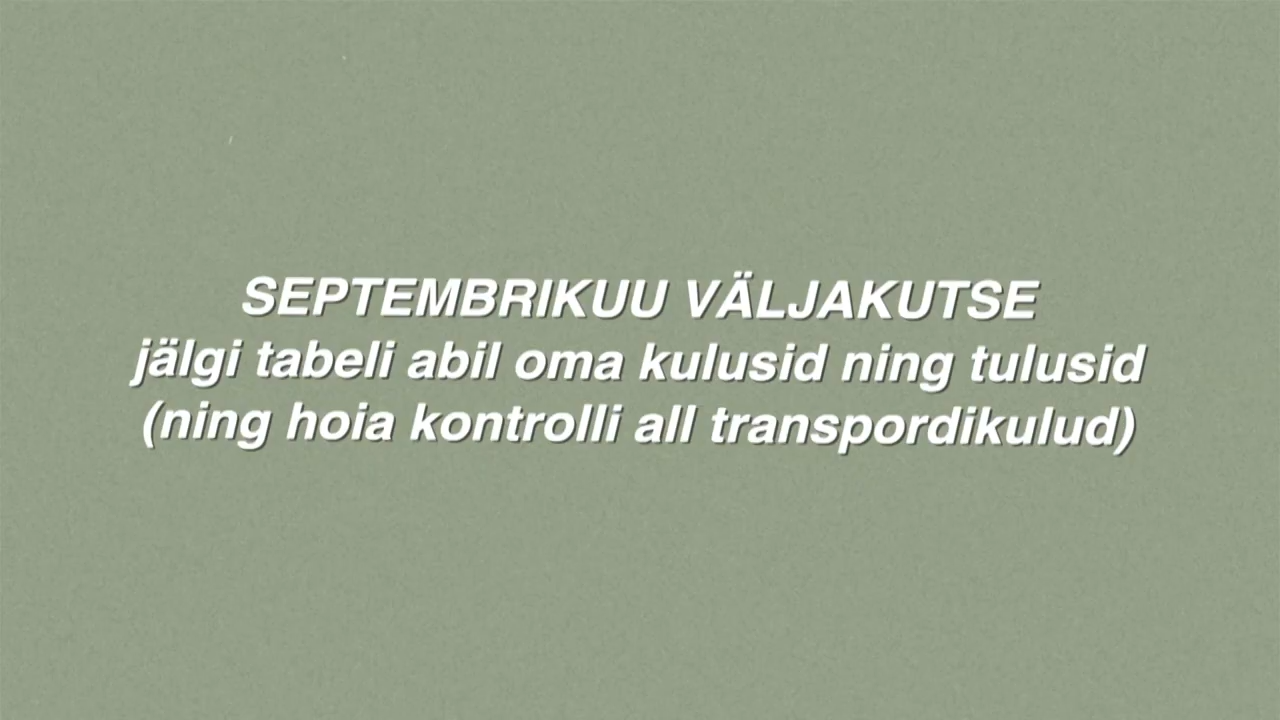 SEPTEMBRIKUU VÄLJAKUTSE
jälgi tabeli abil oma kulusid ning tulusid
(ning hoia kontrolli all transpordikulud)